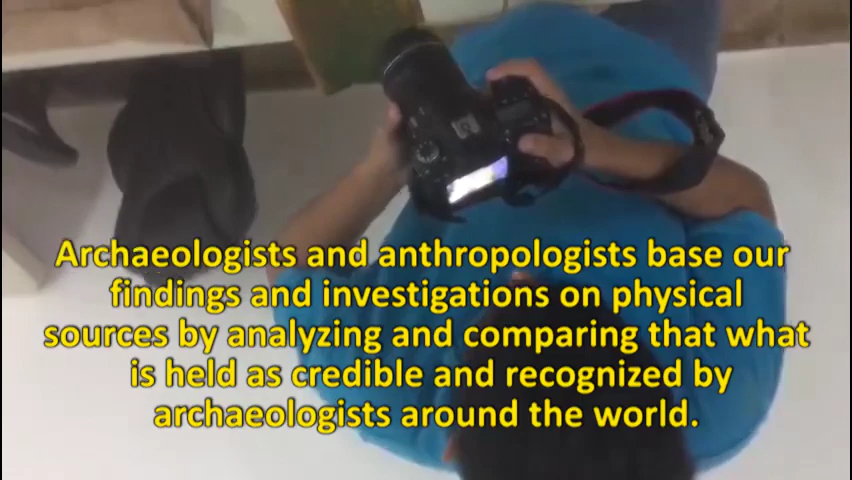 Archaeologists and anthropologists base our
findings and investigations on physical
sources by analyzing and comparing that what
is held as credible and recognized by
archaeologists around the world.